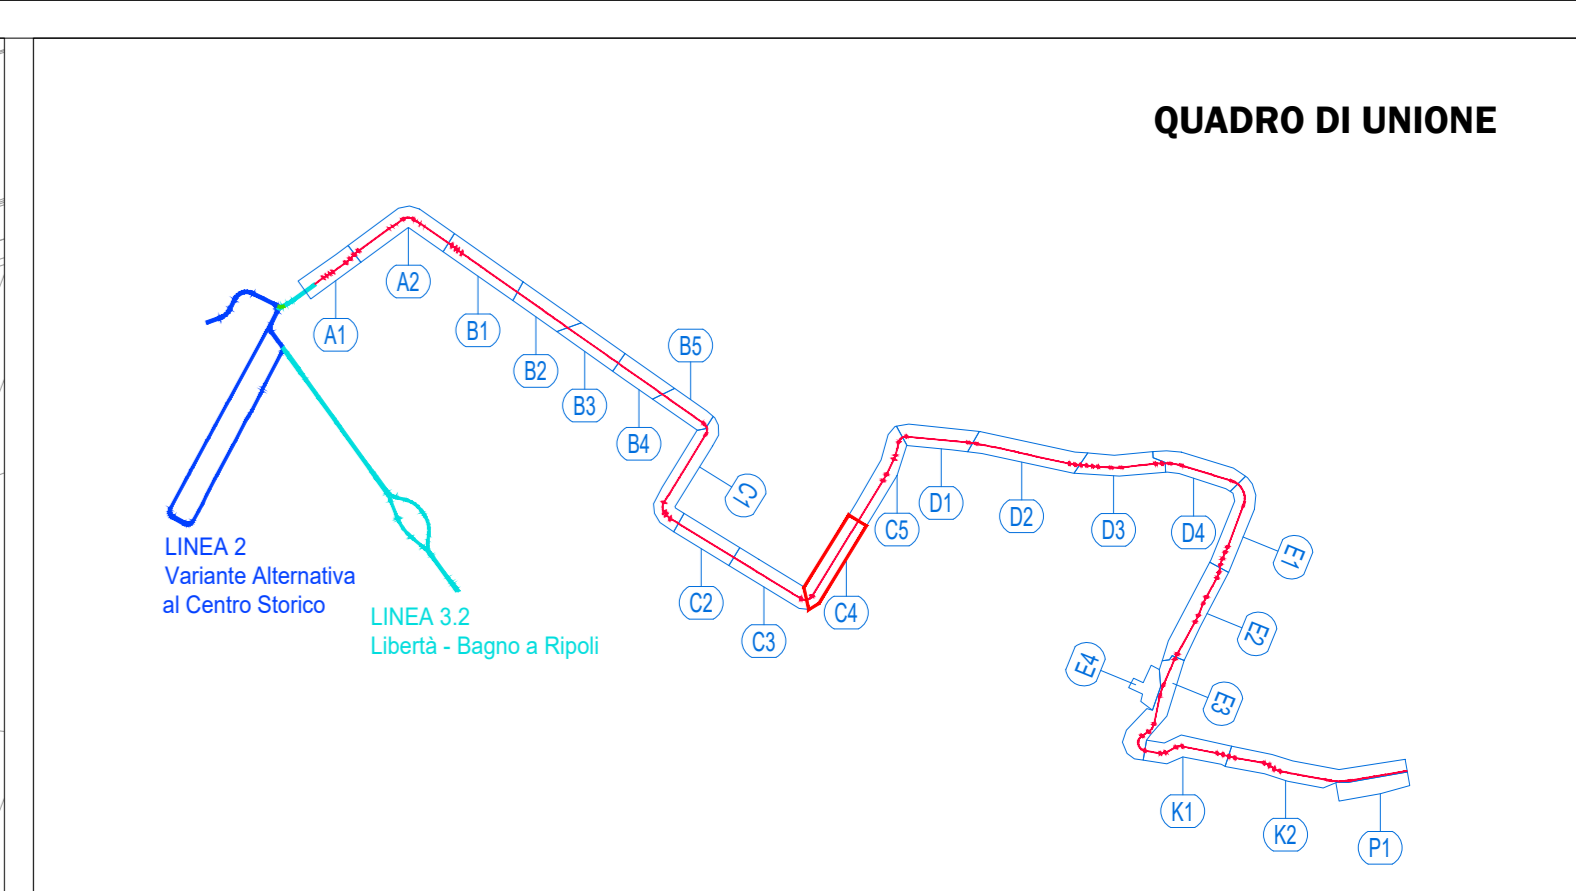 QUADRO DI UNIONE
A1
A2
B1
B2
B3
B4
B5
C1
C2
C3
C4
C5
D1
D2
D3
D4
E1
E2
E3
E4
K1
K2
P1
LINEA 2
Variante Alternativa
al Centro Storico
LINEA 3.2
Libertà - Bagno a Ripoli